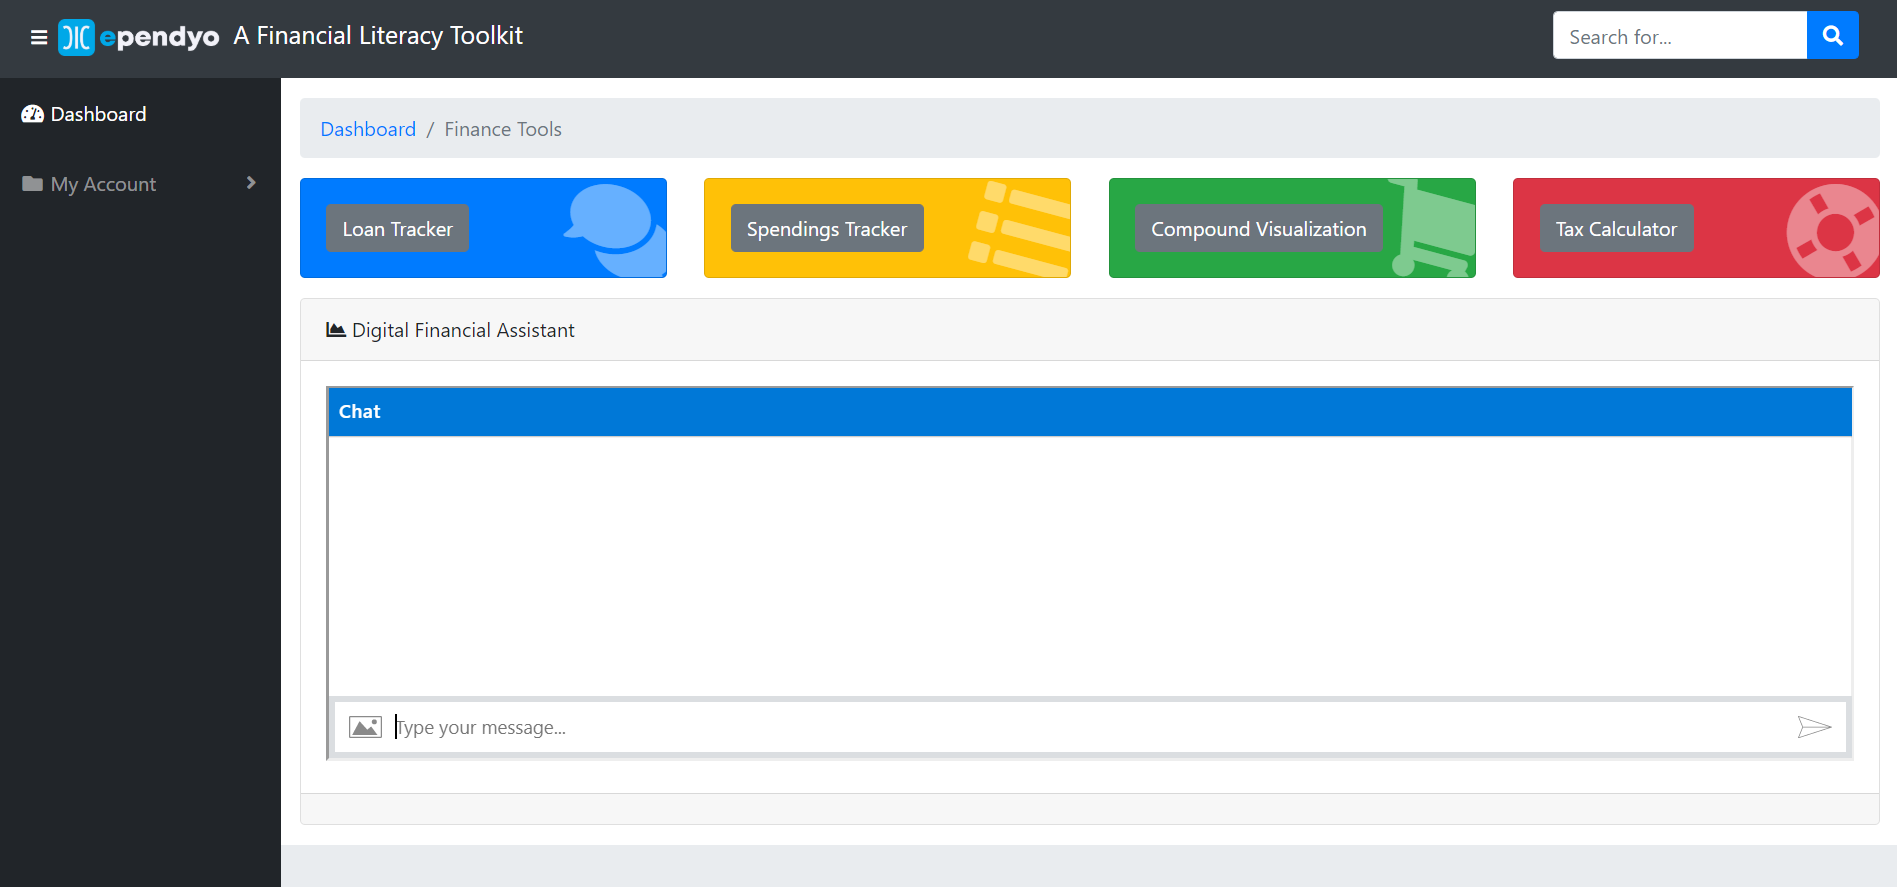 ependyo A Financial Literacy Toolkit
Search for...
Dashboard
My Account
Dashboard / Finance Tools
Loan Tracker
Spendings Tracker
Compound Visualization
Tax Calculator
Digital Financial Assistant
Chat
Type your message...